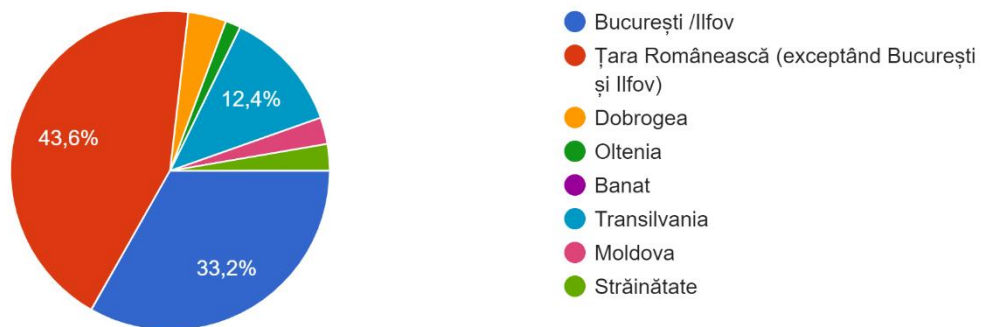 43,6%
12,4%
33,2%
București /Ilfov
Țara Românească (exceptând București
și Ilfov)
Dobrogea
Oltenia
Banat
Transilvania
Moldova
Străinătate